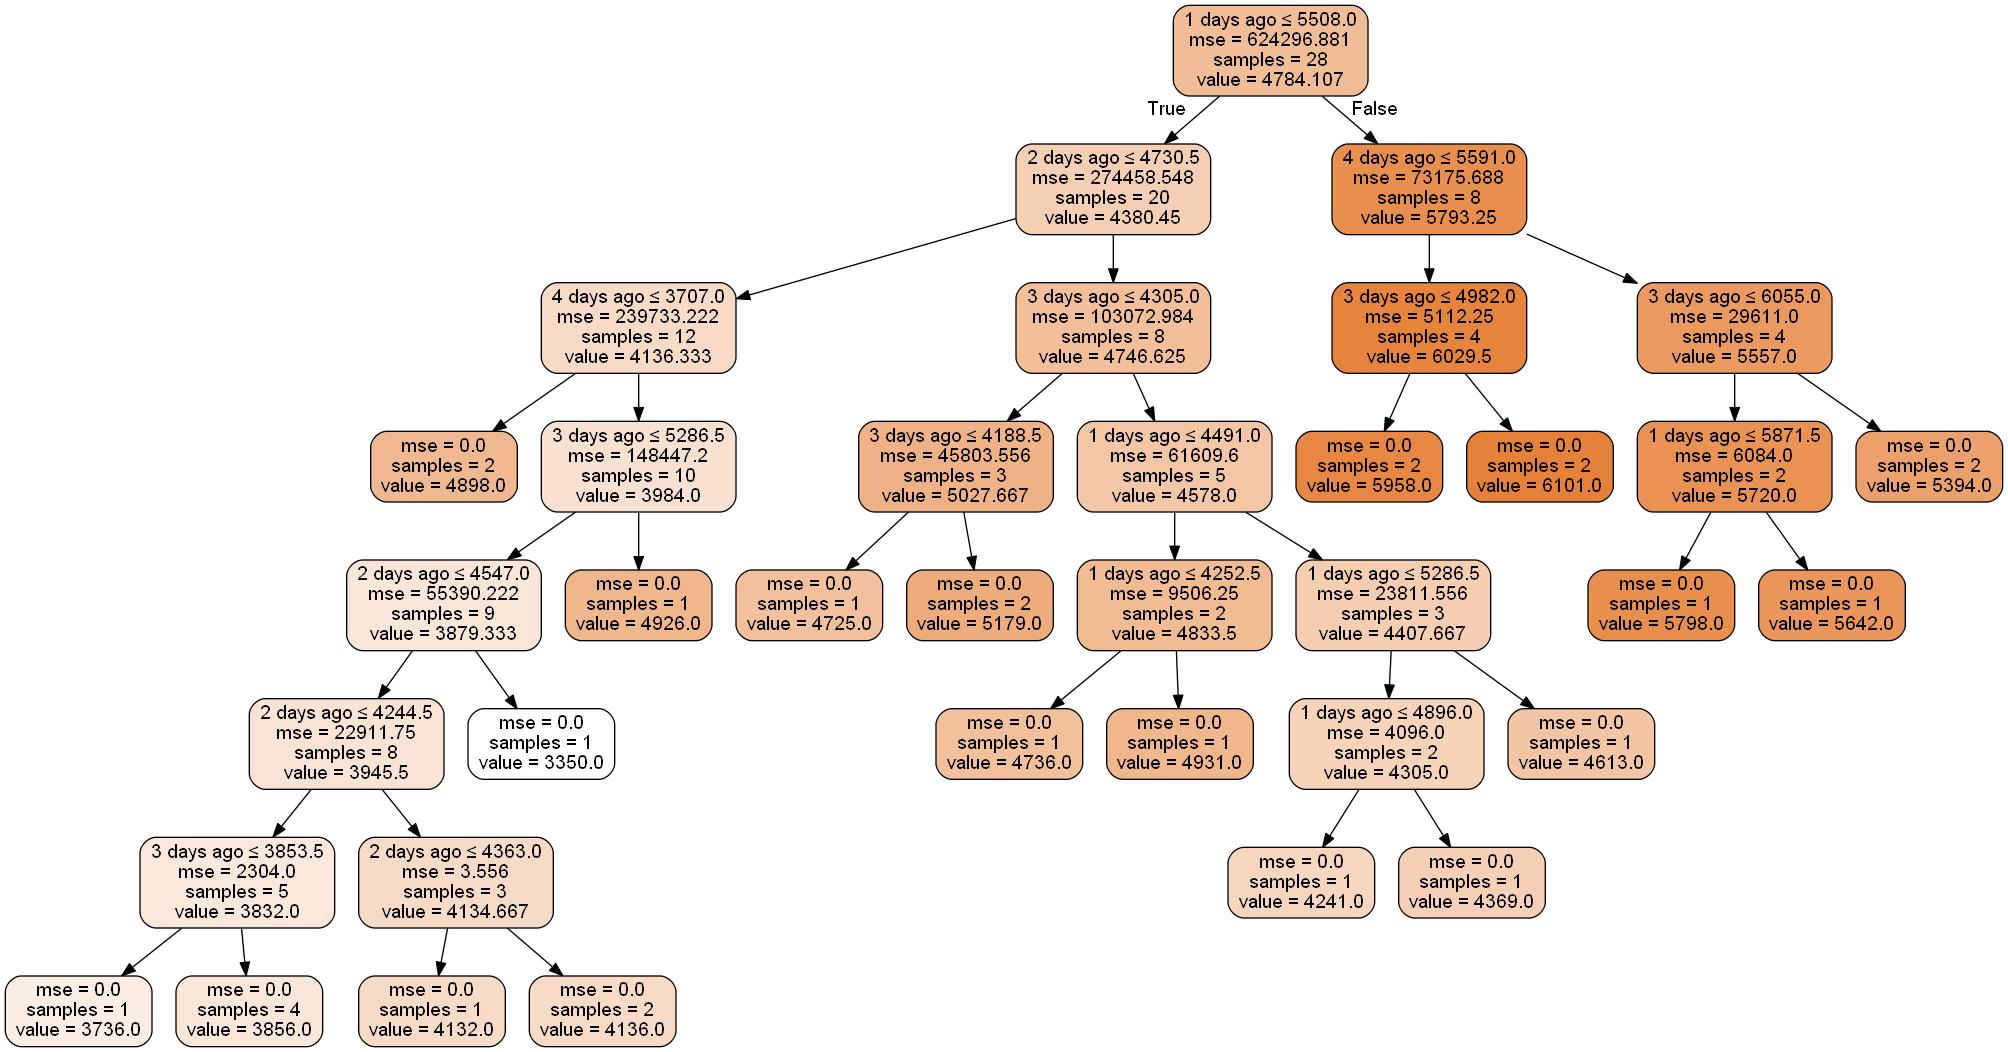 1 days ago ≤ 5508.0
mse = 624296.881
samples = 28
value = 4784.107
True
False
2 days ago ≤ 4730.5
mse = 274458.548
samples = 20
value = 4380.45
4 days ago ≤ 5591.0
mse = 73175.688
samples = 8
value = 5793.25
4 days ago ≤ 3707.0
mse = 239733.222
samples = 12
value = 4136.333
3 days ago ≤ 4305.0
mse = 103072.984
samples = 8
value = 4746.625
3 days ago ≤ 4982.0
mse = 5112.25
samples = 4
value = 6029.5
3 days ago ≤ 6055.0
mse = 29611.0
samples = 4
value = 5557.0
mse = 0.0
samples = 2
value = 4898.0
3 days ago ≤ 5286.5
mse = 148447.2
samples = 10
value = 3984.0
3 days ago ≤ 4188.5
mse = 45803.556
samples = 3
value = 5027.667
1 days ago ≤ 4491.0
mse = 61609.6
samples = 5
value = 4578.0
mse = 0.0
samples = 2
value = 5958.0
mse = 0.0
samples = 2
value = 6101.0
1 days ago ≤ 5871.5
mse = 6084.0
samples = 2
value = 5720.0
mse = 0.0
samples = 2
value = 5394.0
2 days ago ≤ 4547.0
mse = 55390.222
samples = 9
value = 3879.333
mse = 0.0
samples = 1
value = 4926.0
mse = 0.0
samples = 1
value = 4725.0
mse = 0.0
samples = 2
value = 5179.0
1 days ago ≤ 4252.5
mse = 9506.25
samples = 2
value = 4833.5
1 days ago ≤ 5286.5
mse = 23811.556
samples = 3
value = 4407.667
mse = 0.0
samples = 1
value = 5798.0
mse = 0.0
samples = 1
value = 5642.0
2 days ago ≤ 4244.5
mse = 22911.75
samples = 8
value = 3945.5
mse = 0.0
samples = 1
value = 3350.0
mse = 0.0
samples = 1
value = 4736.0
mse = 0.0
samples = 1
value = 4931.0
1 days ago ≤ 4896.0
mse = 4096.0
samples = 2
value = 4305.0
mse = 0.0
samples = 1
value = 4613.0
3 days ago ≤ 3853.5
mse = 2304.0
samples = 5
value = 3832.0
2 days ago ≤ 4363.0
mse = 3.556
samples = 3
value = 4134.667
mse = 0.0
samples = 1
value = 4241.0
mse = 0.0
samples = 1
value = 4369.0
mse = 0.0
samples = 1
value = 3736.0
mse = 0.0
samples = 4
value = 3856.0
mse = 0.0
samples = 1
value = 4132.0
mse = 0.0
samples = 2
value = 4136.0